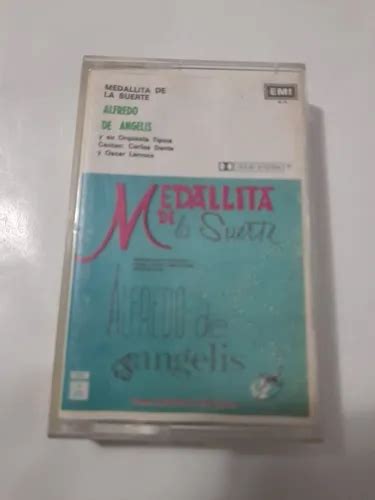 MEDALLITA DE
LA SUERTE
EMI
ALFREDO
DE ANGELIS
y su Orquesta Típica
Cantan: Carlos Dante
y Oscar Larroca
MEDALLITA
DE
la Suerte
ALFREDO de
angelis